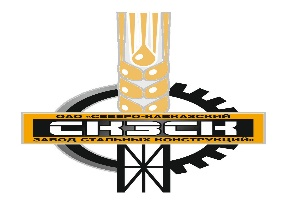 ОАО «СЕВЕРО-КАВКАЗСКИЙ
СКЗСК
ЗАВОД СТАЛЬНЫХ КОНСТРУКЦИЙ»